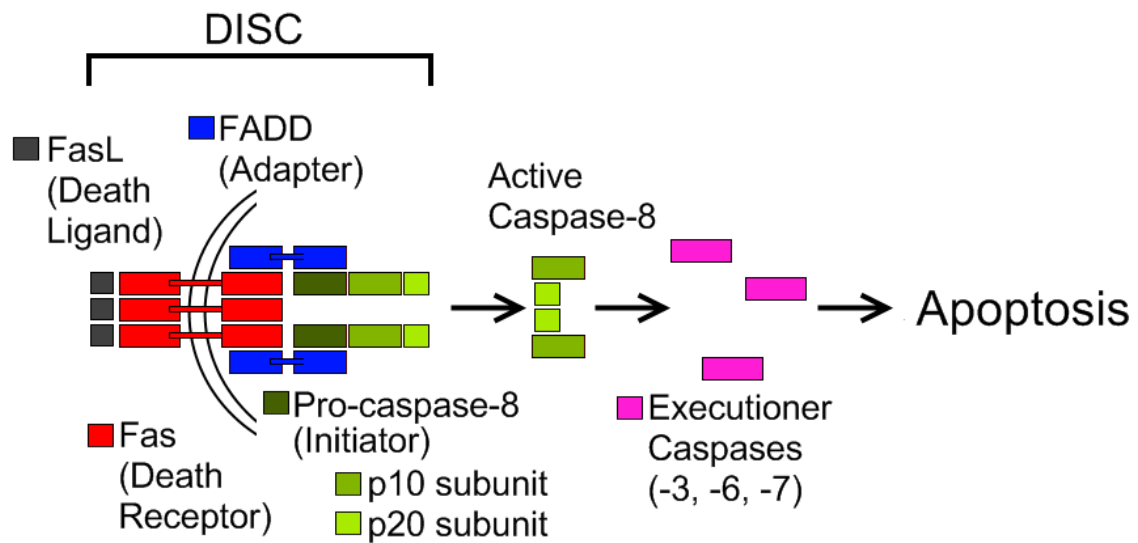 DISC
FADD
(Adapter)
FasL
(Death
Ligand)
Active
Caspase-8
Apoptosis
Pro-caspase-8
(Initiator)
Fas
(Death
Receptor)
p10 subunit
p20 subunit
Executioner
Caspases
(-3, -6, -7)